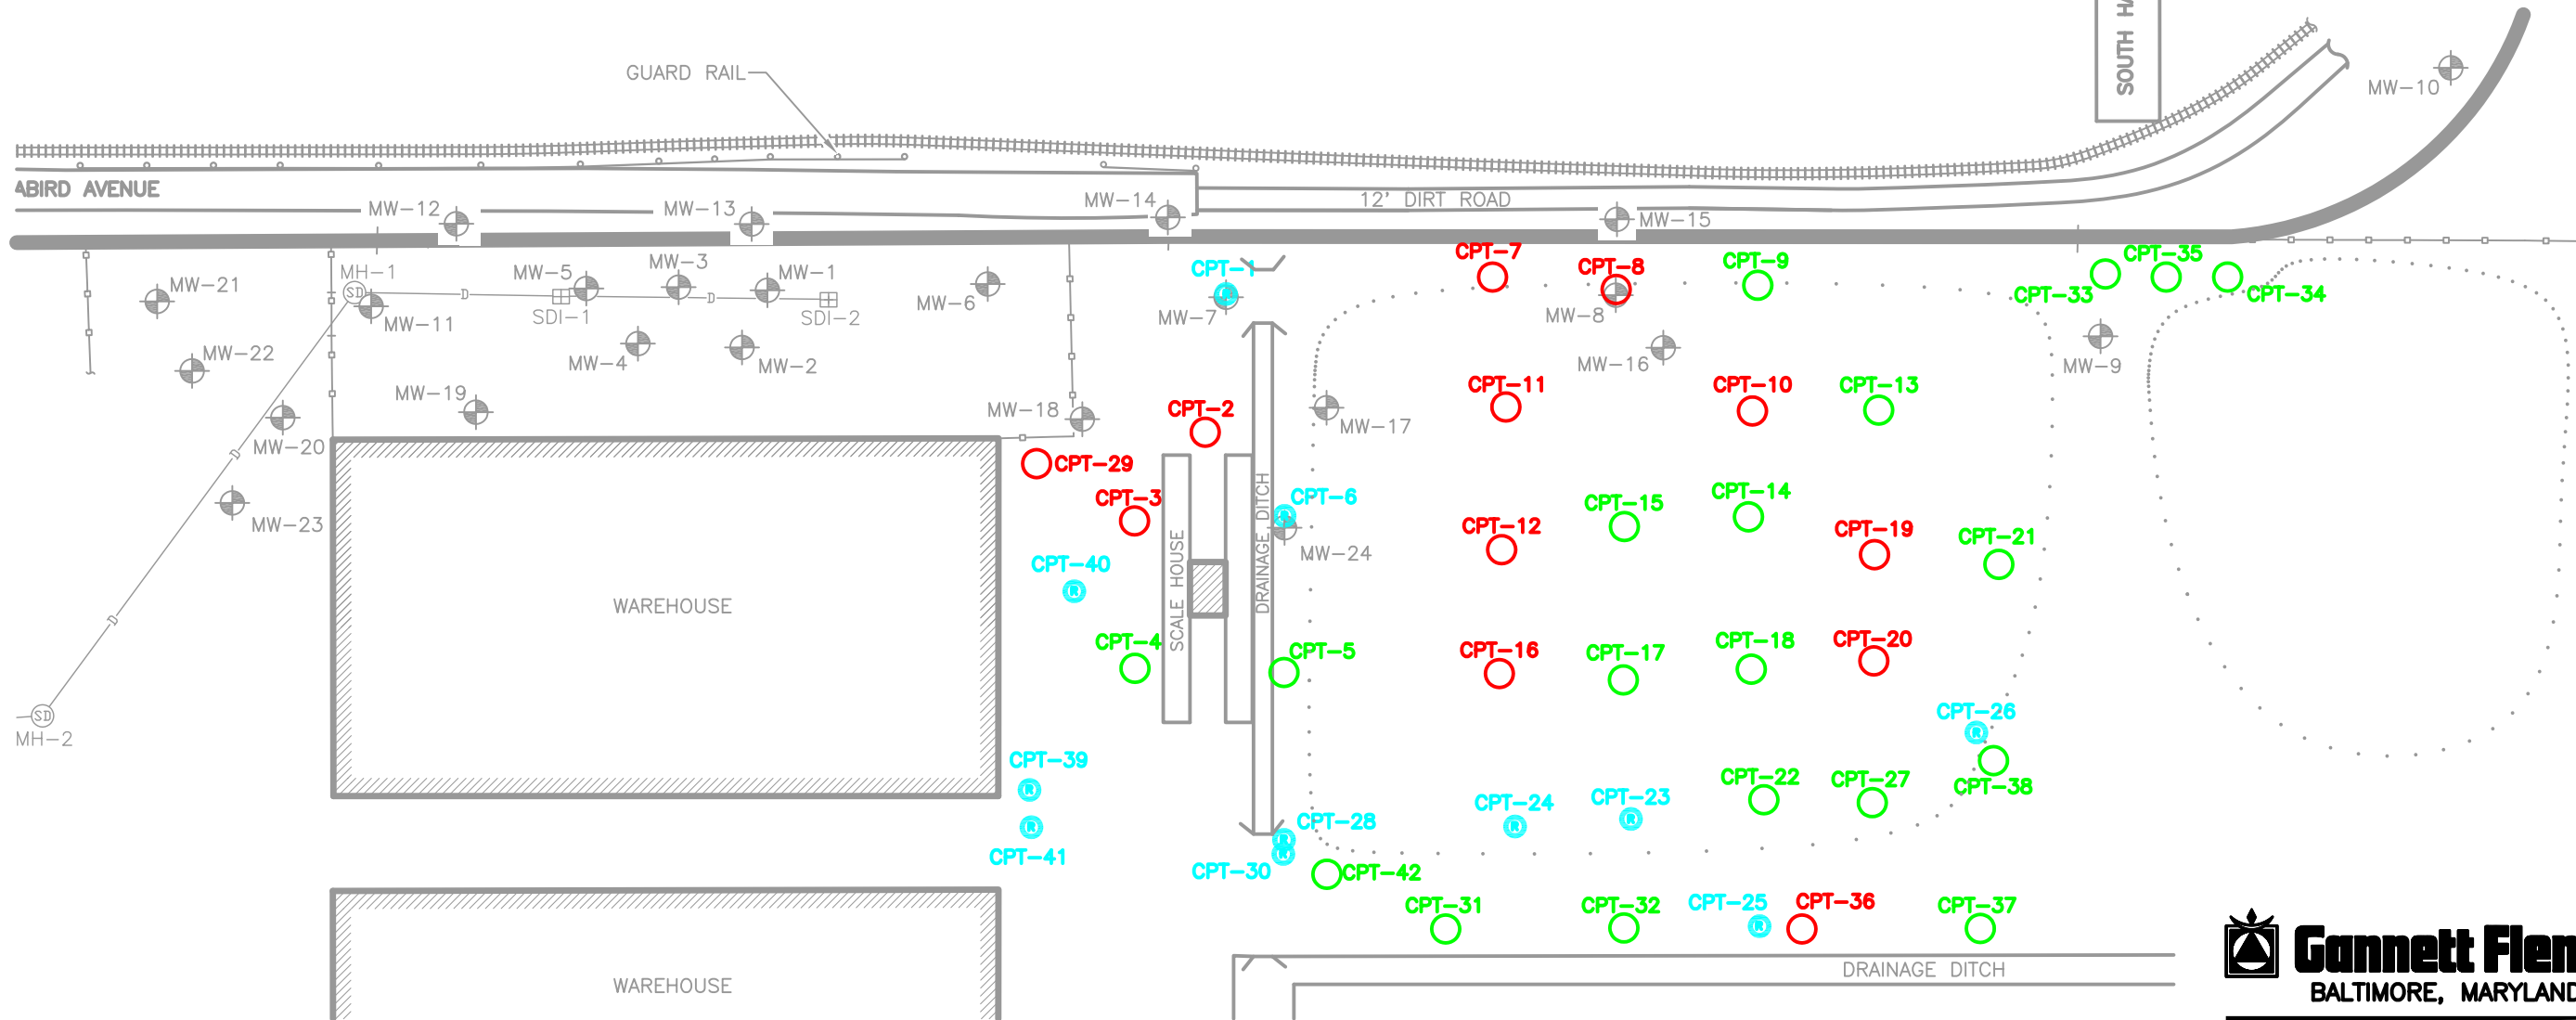 SOUTH
GUARD RAIL
MW-10
ABIRD AVENUE
MW-12
MW-13
MW-14
12' DIRT ROAD
MW-15
MW-21
MH-1
SD
MW-11
D
MW-5
SDI-1
MW-3
D
MW-1
SDI-2
MW-6
CPT-1
MW-7
CPT-7
CPT-8
MW-8
CPT-9
CPT-33
CPT-35
CPT-34
MW-22
MW-4
MW-2
MW-16
MW-9
MW-19
MW-20
D
MW-18
CPT-2
MW-17
CPT-11
CPT-10
CPT-13
CPT-29
MW-23
CPT-3
CPT-6
R
MW-24
CPT-12
CPT-15
CPT-14
CPT-19
CPT-21
CPT-40
R
SCALE HOUSE
DRAINAGE DITCH
WAREHOUSE
D
CPT-4
CPT-5
CPT-16
CPT-17
CPT-18
CPT-20
SD
MH-2
CPT-26
R
CPT-39
R
CPT-41
R
CPT-24
R
CPT-23
R
CPT-22
CPT-27
CPT-38
CPT-28
R
CPT-30
R
CPT-42
CPT-31
CPT-32
CPT-25
R
CPT-36
CPT-37
DRAINAGE DITCH
WAREHOUSE
Gannett Flem
BALTIMORE, MARYLAND